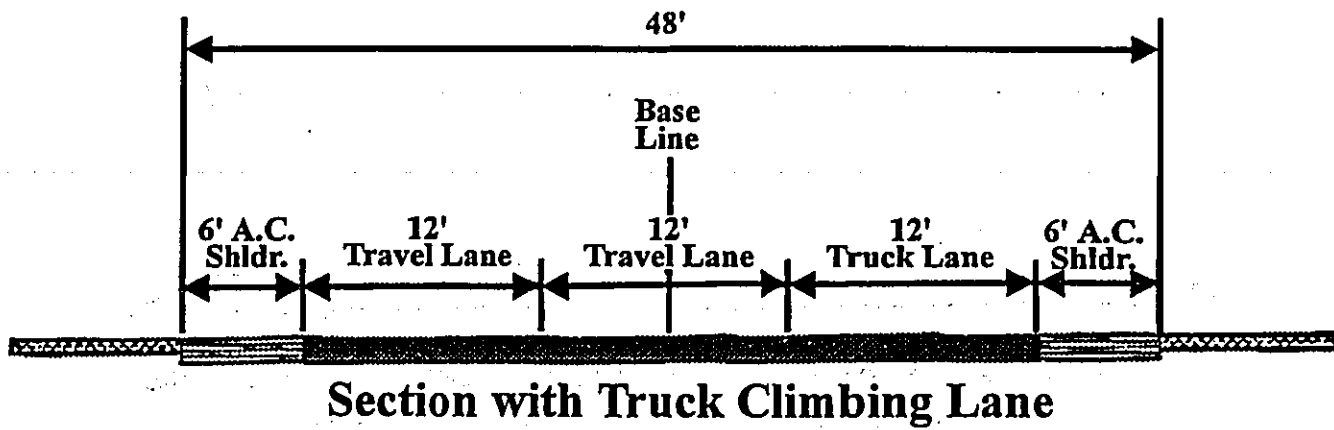 48'
Base
Line
6' A.C.
Shldr.
12'
Travel Lane
12'
Travel Lane
12'
Truck Lane
6' A.C.
Shldr.
Section with Truck Climbing Lane